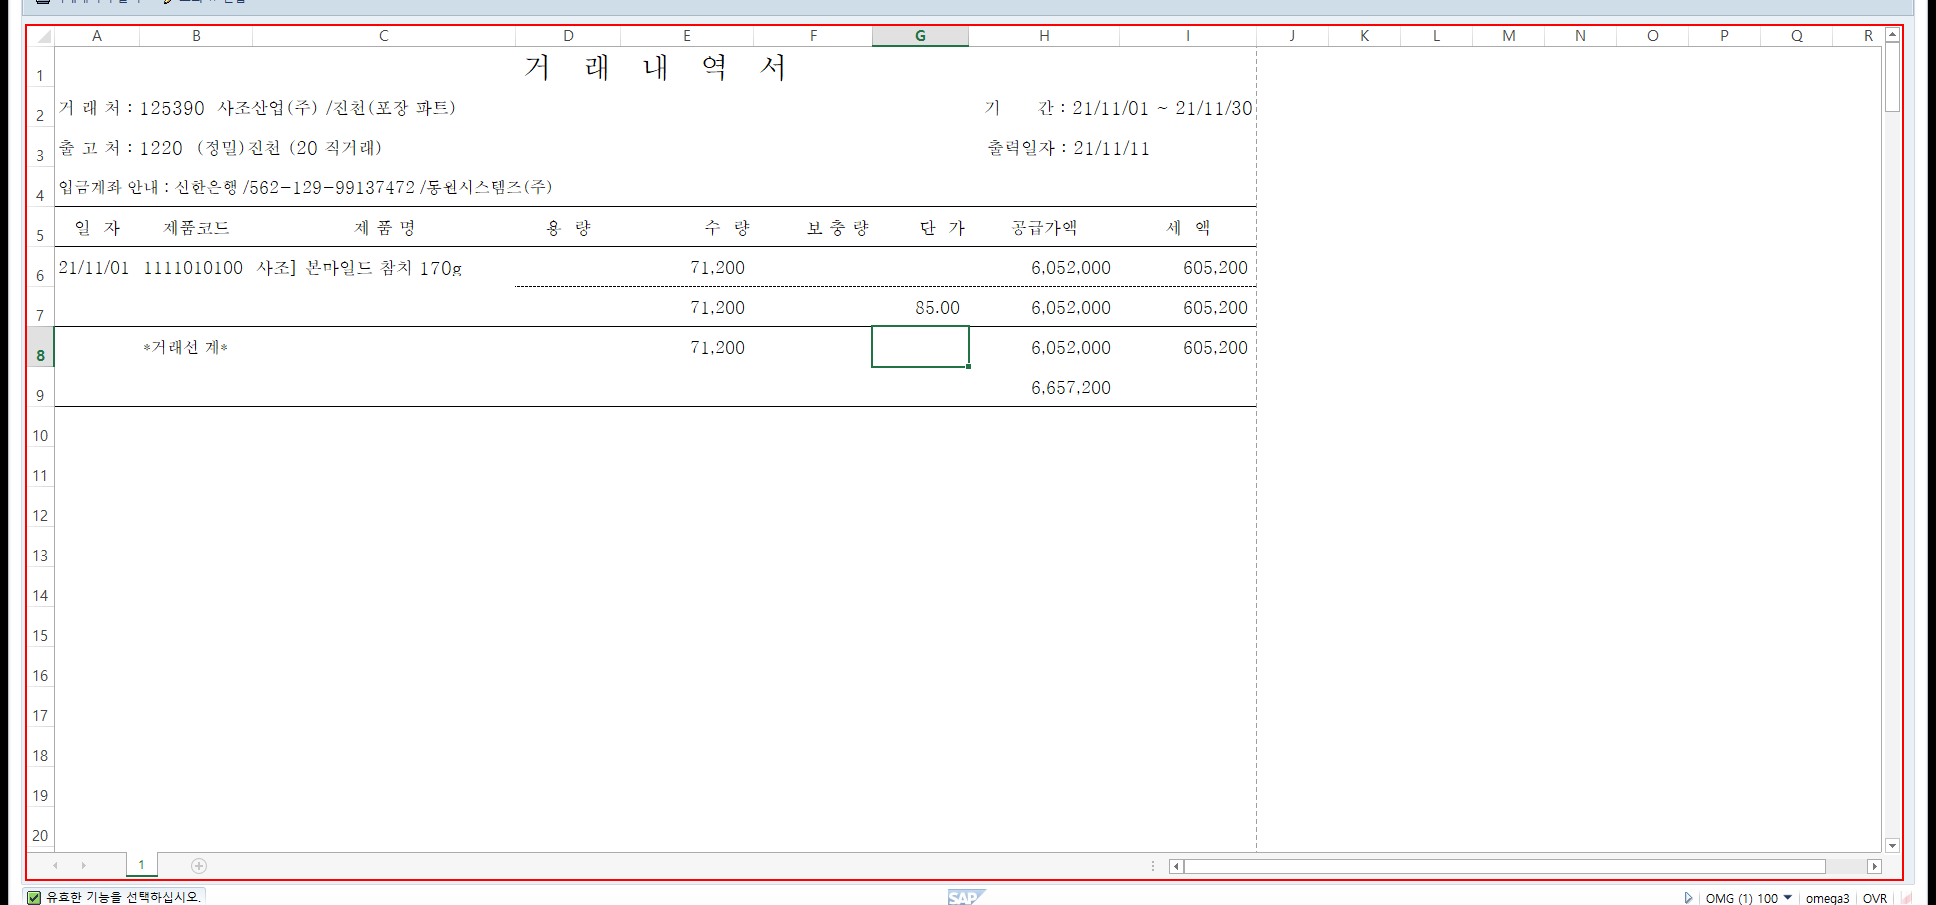 A B C D E F G H I J K L M N O P Q R
1 거 래 내 역 서
2 거 래 처 : 125390 사조산업(주) /진천(포장 파트) 기 간 : 21/11/01 ~ 21/11/30
3 출 고 처 : 1220 (정밀)진천 (20 직거래) 출력일자 : 21/11/11
4 입금계좌 안내 : 신한은행 /562-129-99137472 /동원시스템즈(주)
5 일 자 제품코드 제 품 명 용 량 수 량 보 충 량 단 가 공급가액 세 액
6 21/11/01 1111010100 사조] 본마일드 참치 170g 71,200 6,052,000 605,200
7 71,200 85.00 6,052,000 605,200
8 *거래선 계* 71,200 6,052,000 605,200
9 6,657,200
10
11
12
13
14
15
16
17
18
19
20
1
유효한 기능을 선택하십시오. SAP OMG (1) 100 omega3 OVR